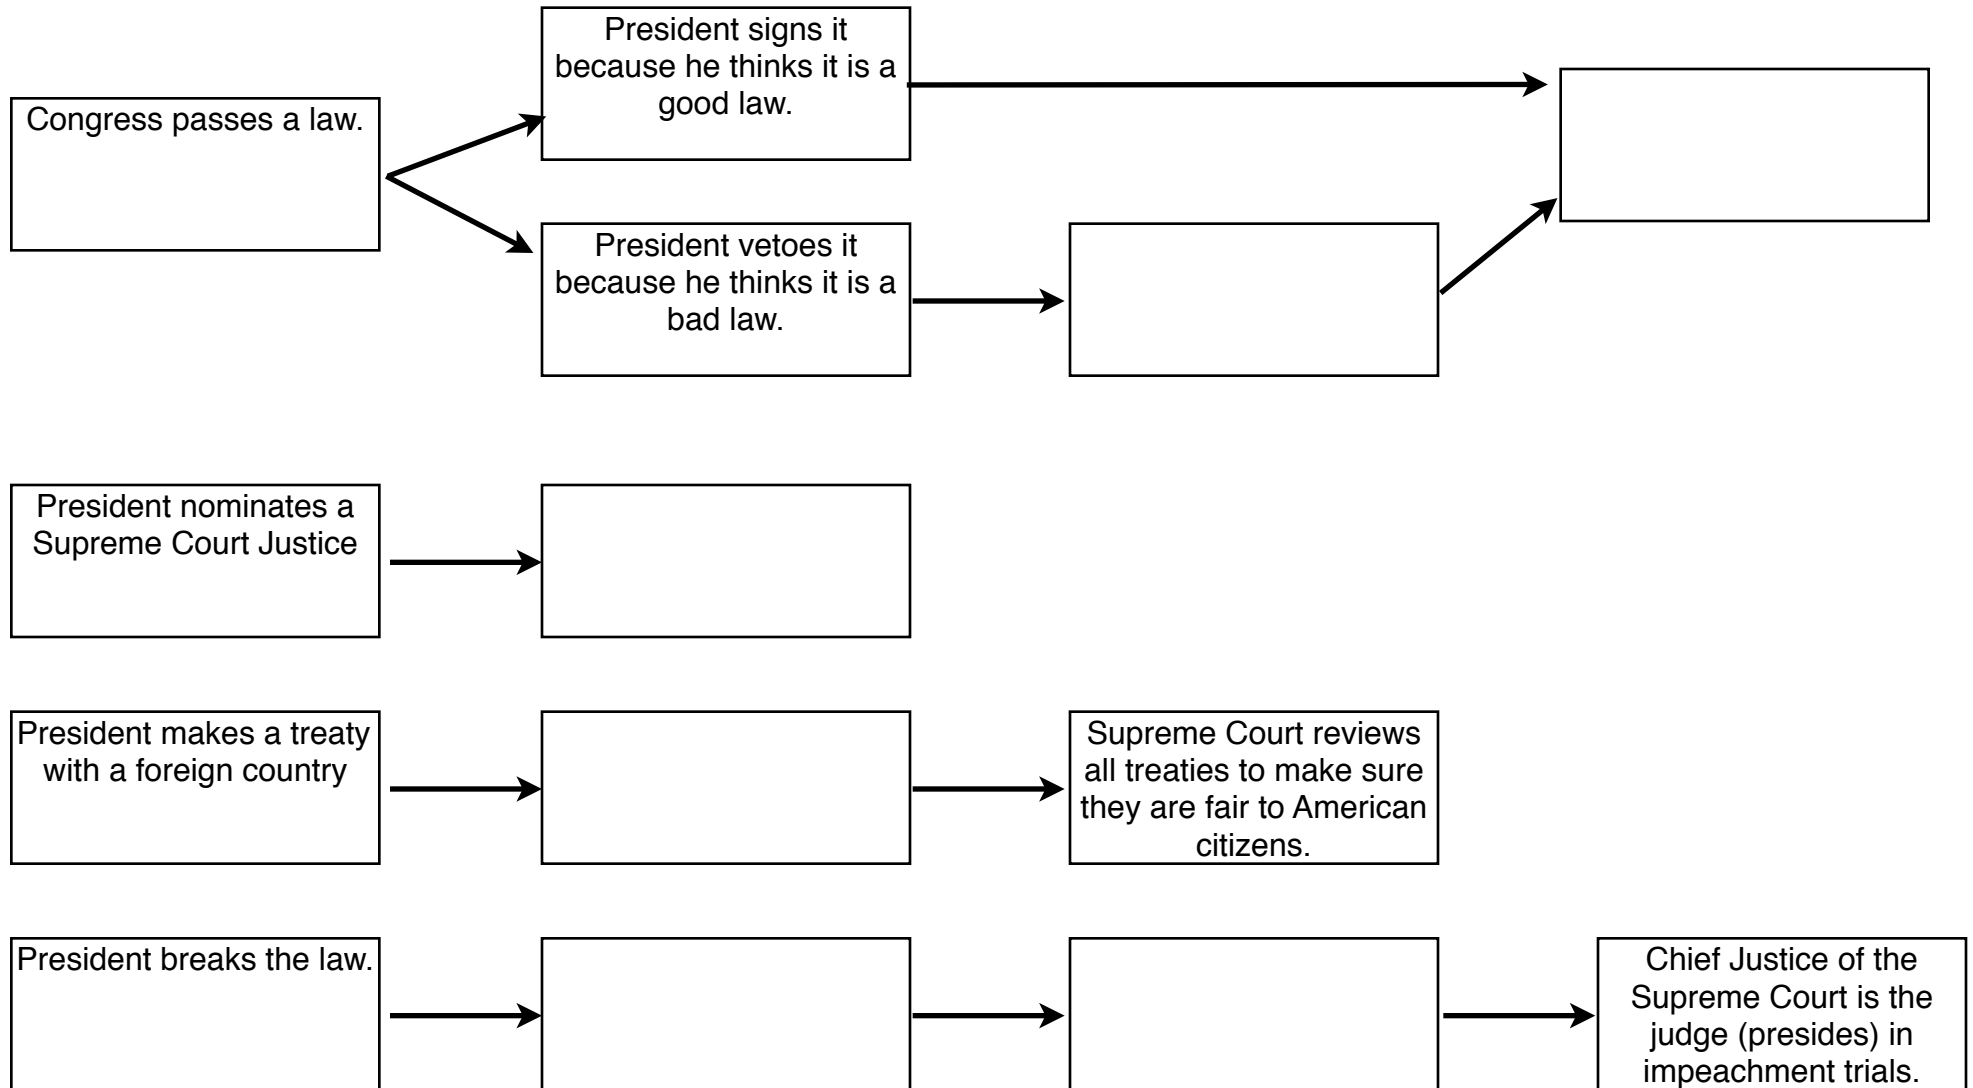 Congress passes a law.
President signs it
because he thinks it is a
good law.
President vetoes it
because he thinks it is a
bad law.
President nominates a
Supreme Court Justice
President makes a treaty
with a foreign country
Supreme Court reviews
all treaties to make sure
they are fair to American
citizens.
President breaks the law.
Chief Justice of the
Supreme Court is the
judge (presides) in
impeachment trials.